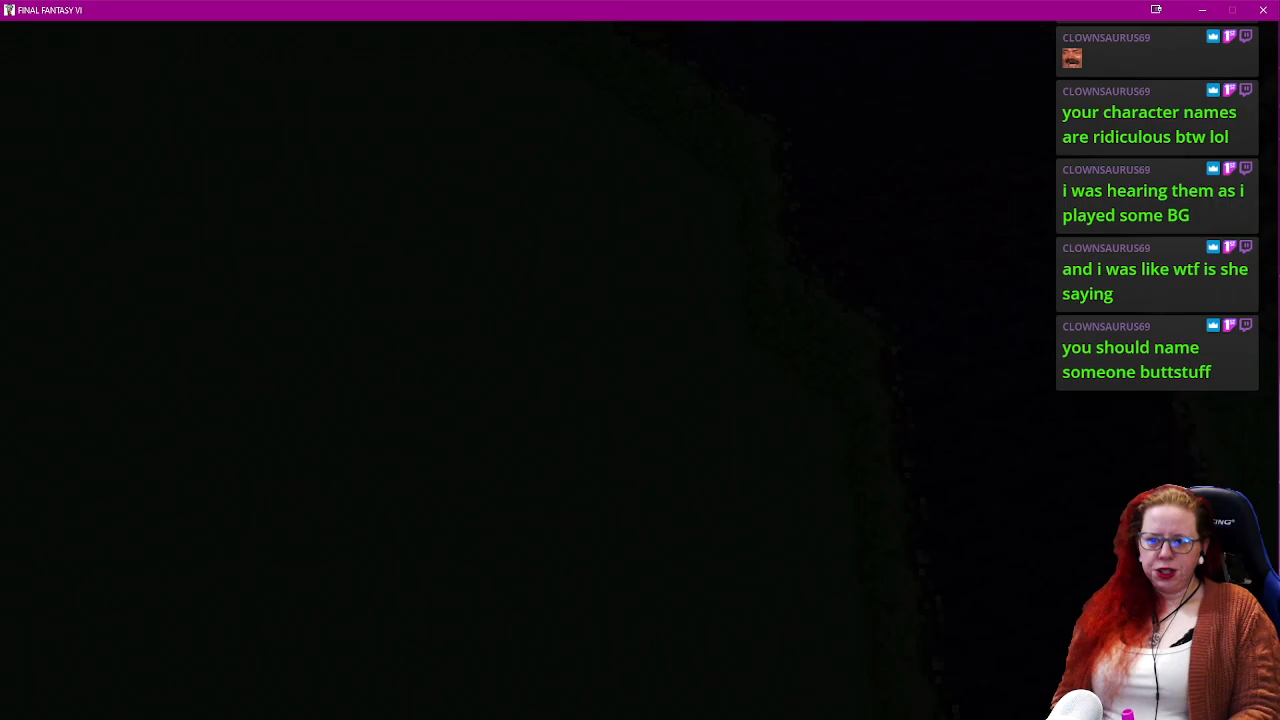 FINAL FANTASY VI
CLOWNSAURUS69
CLOWNSAURUS69
your character names
are ridiculous btw lol
CLOWNSAURUS69
i was hearing them as i
played some BG
CLOWNSAURUS69
and i was like wtf is she
saying
CLOWNSAURUS69
you should name
someone buttstuff